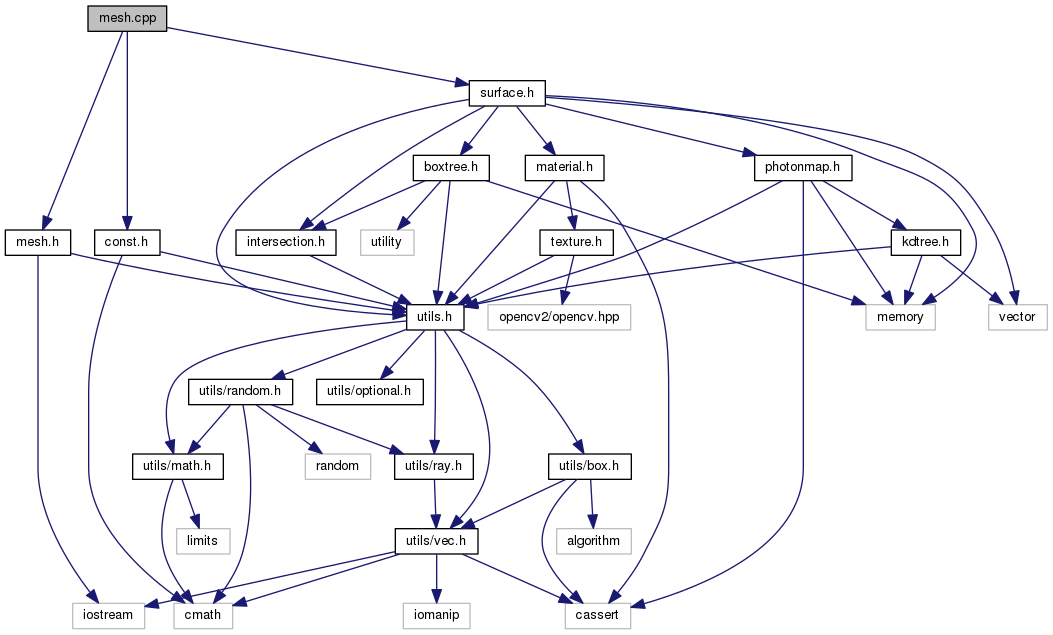 mesh.cpp
surface.h
boxtree.h
material.h
photonmap.h
mesh.h
const.h
intersection.h
utility
texture.h
kdtree.h
utils.h
opencv2/opencv.hpp
memory
vector
utils/random.h
utils/optional.h
utils/math.h
random
utils/ray.h
utils/box.h
limits
utils/vec.h
algorithm
iostream
cmath
iomanip
cassert